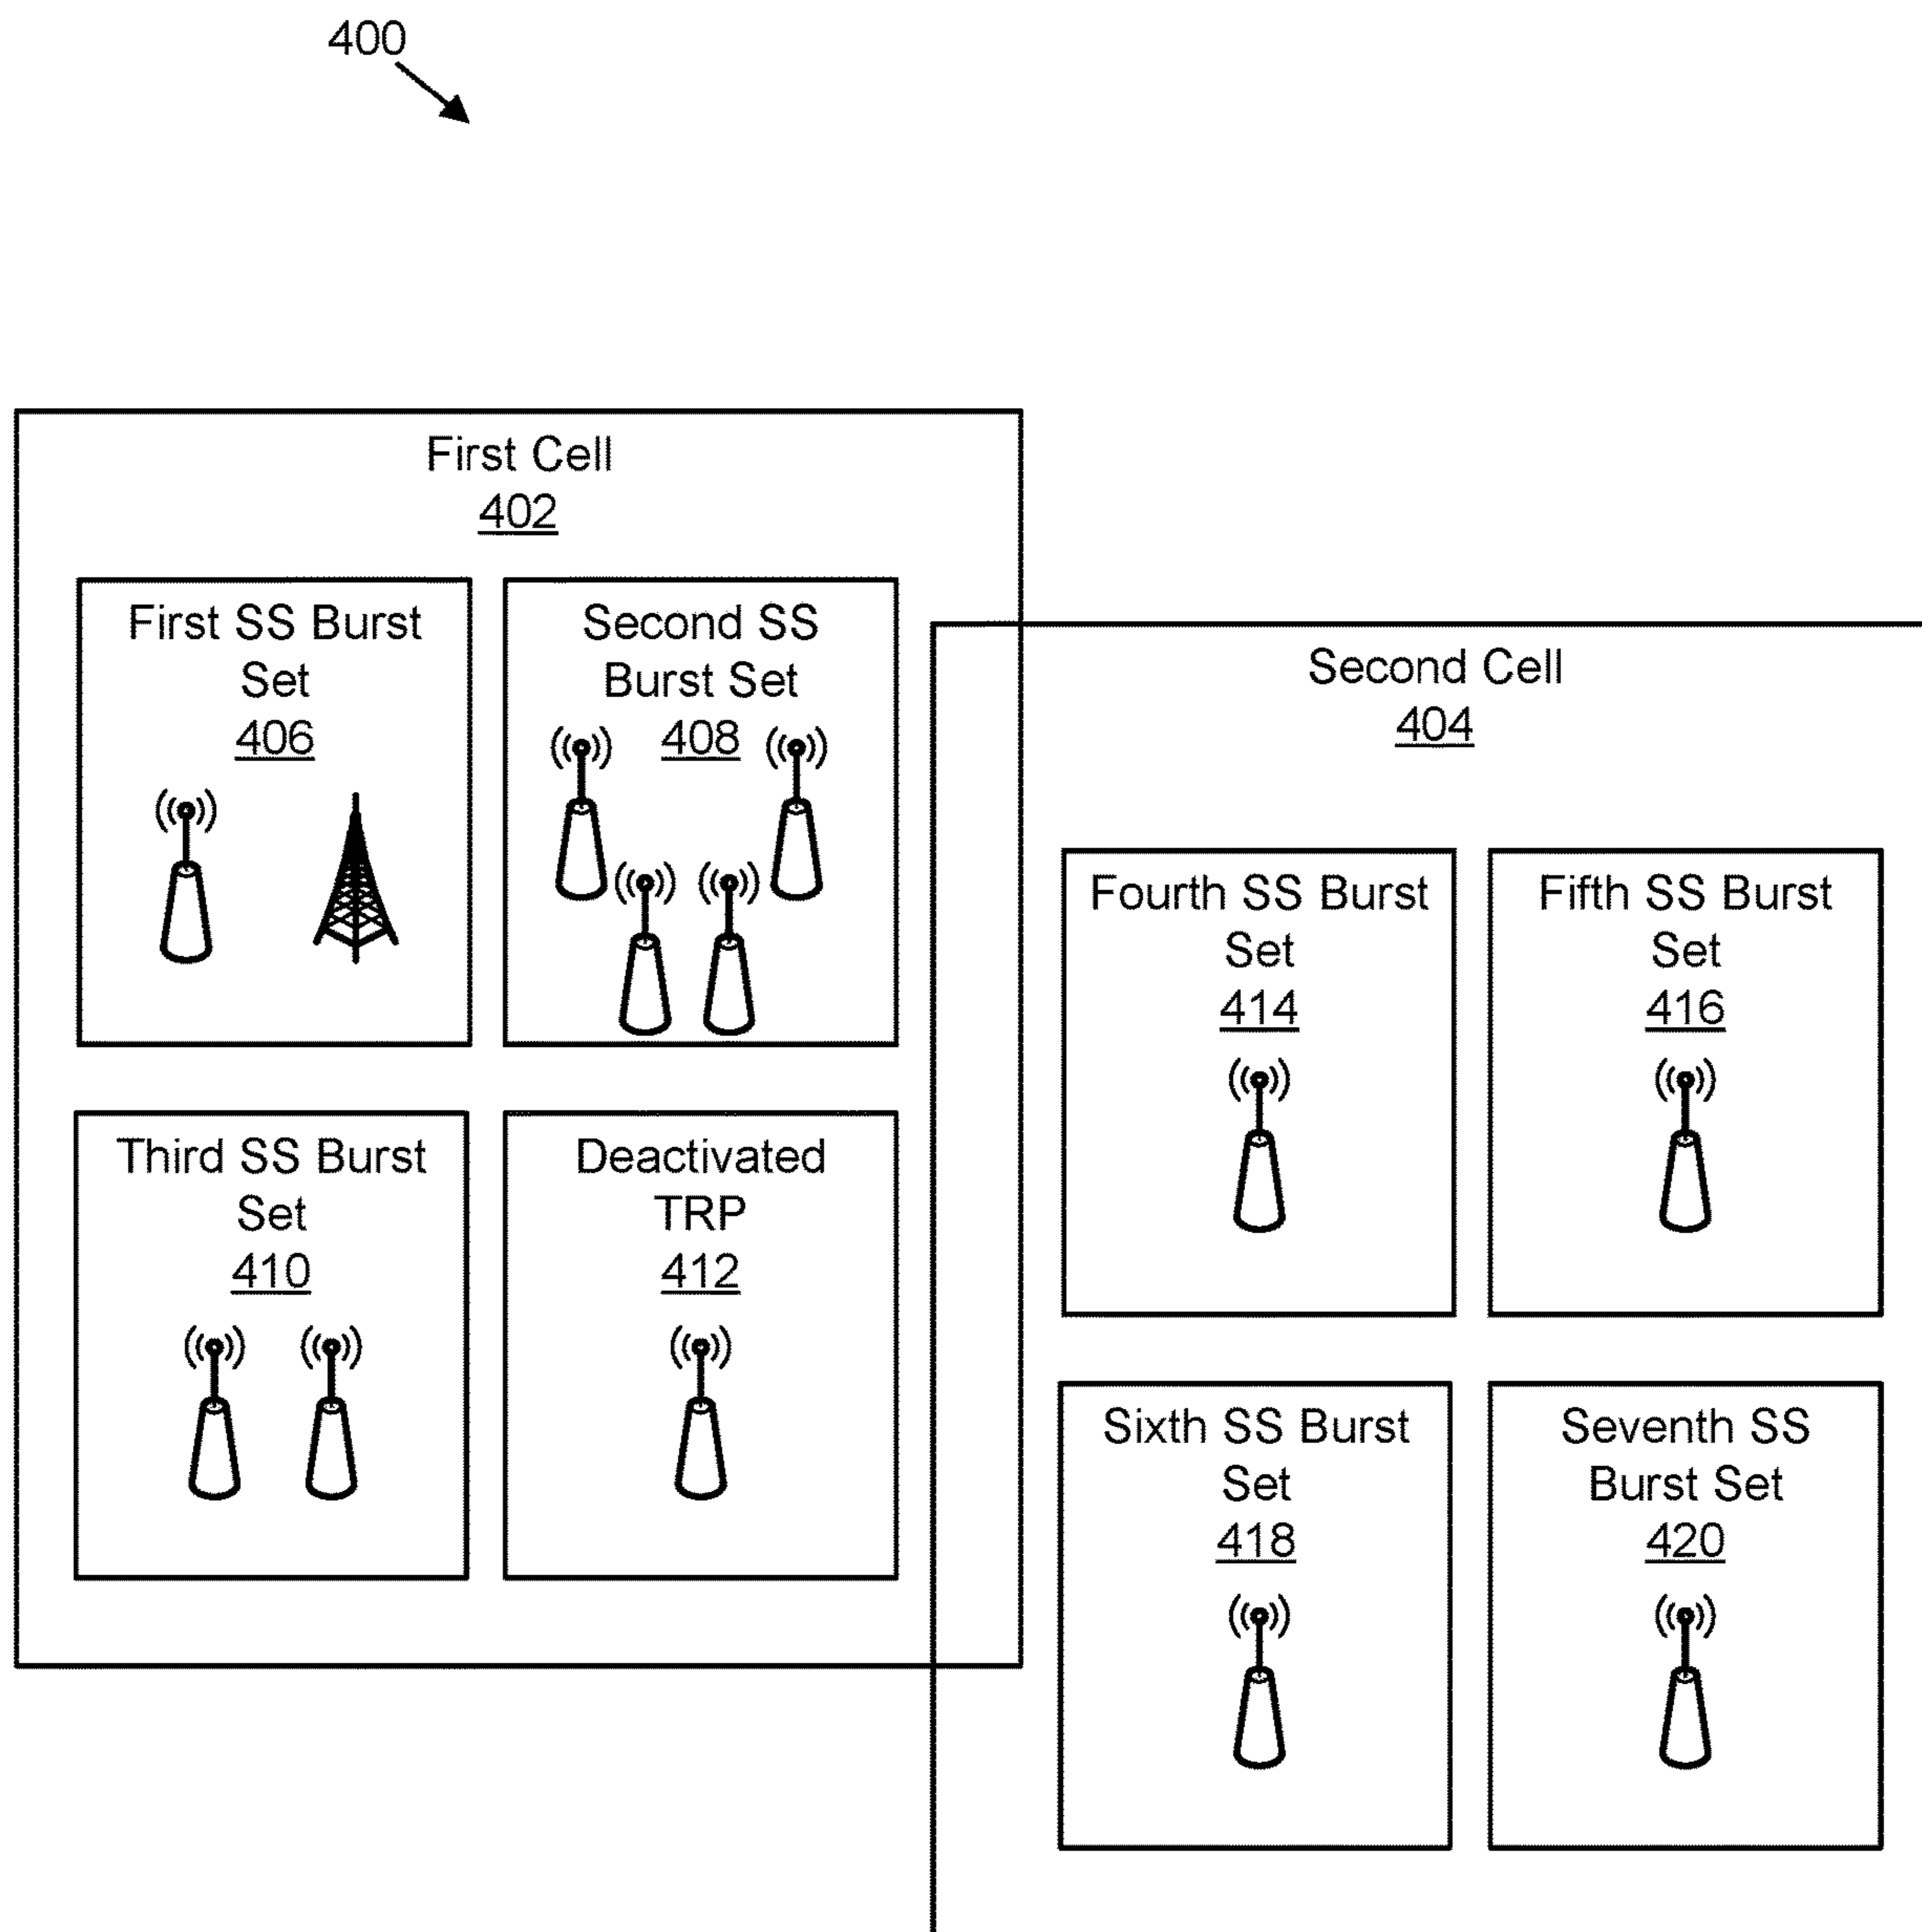 400
First Cell
402
First SS Burst
Set
406
Second SS
Burst Set
408
Third SS Burst
Set
410
Deactivated
TRP
412
Second Cell
404
Fourth SS Burst
Set
414
Fifth SS Burst
Set
416
Sixth SS Burst
Set
418
Seventh SS
Burst Set
420